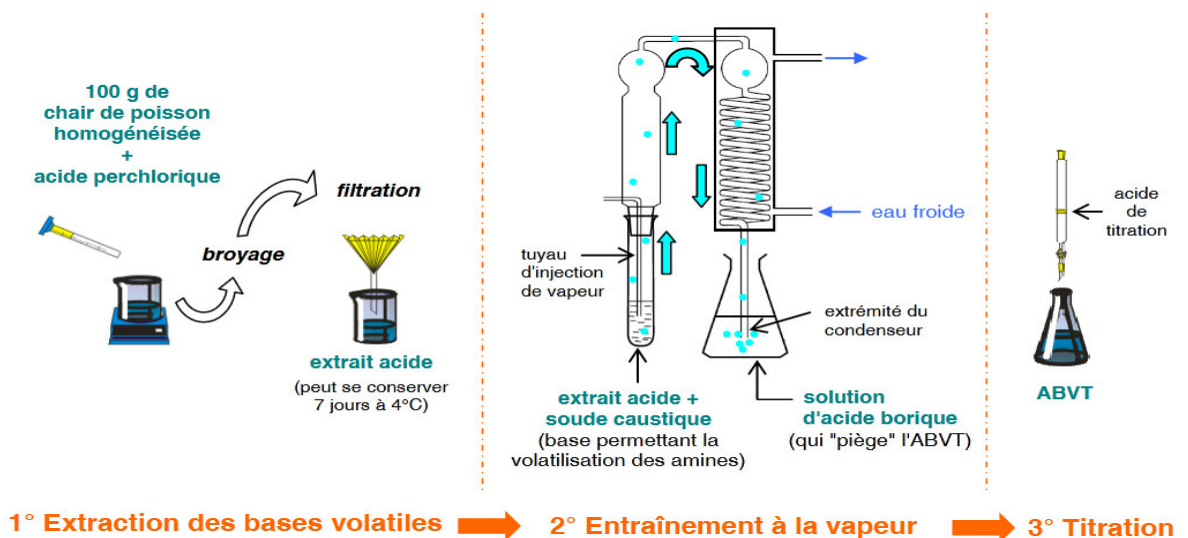 100 g de
chair de poisson
homogénéisée
+
acide perchlorique
broyage
filtration
extrait acide
(peut se conserver
7 jours à 4°C)
tuyau
d'injection
de vapeur
eau froide
extrémité du
condenseur
extrait acide +
soude caustique
(base permettant la
volatilisation des amines)
solution
d'acide borique
(qui "piège" l'ABVT)
acide
de
titration
ABVT
1° Extraction des bases volatiles
2° Entraînement à la vapeur
3° Titration